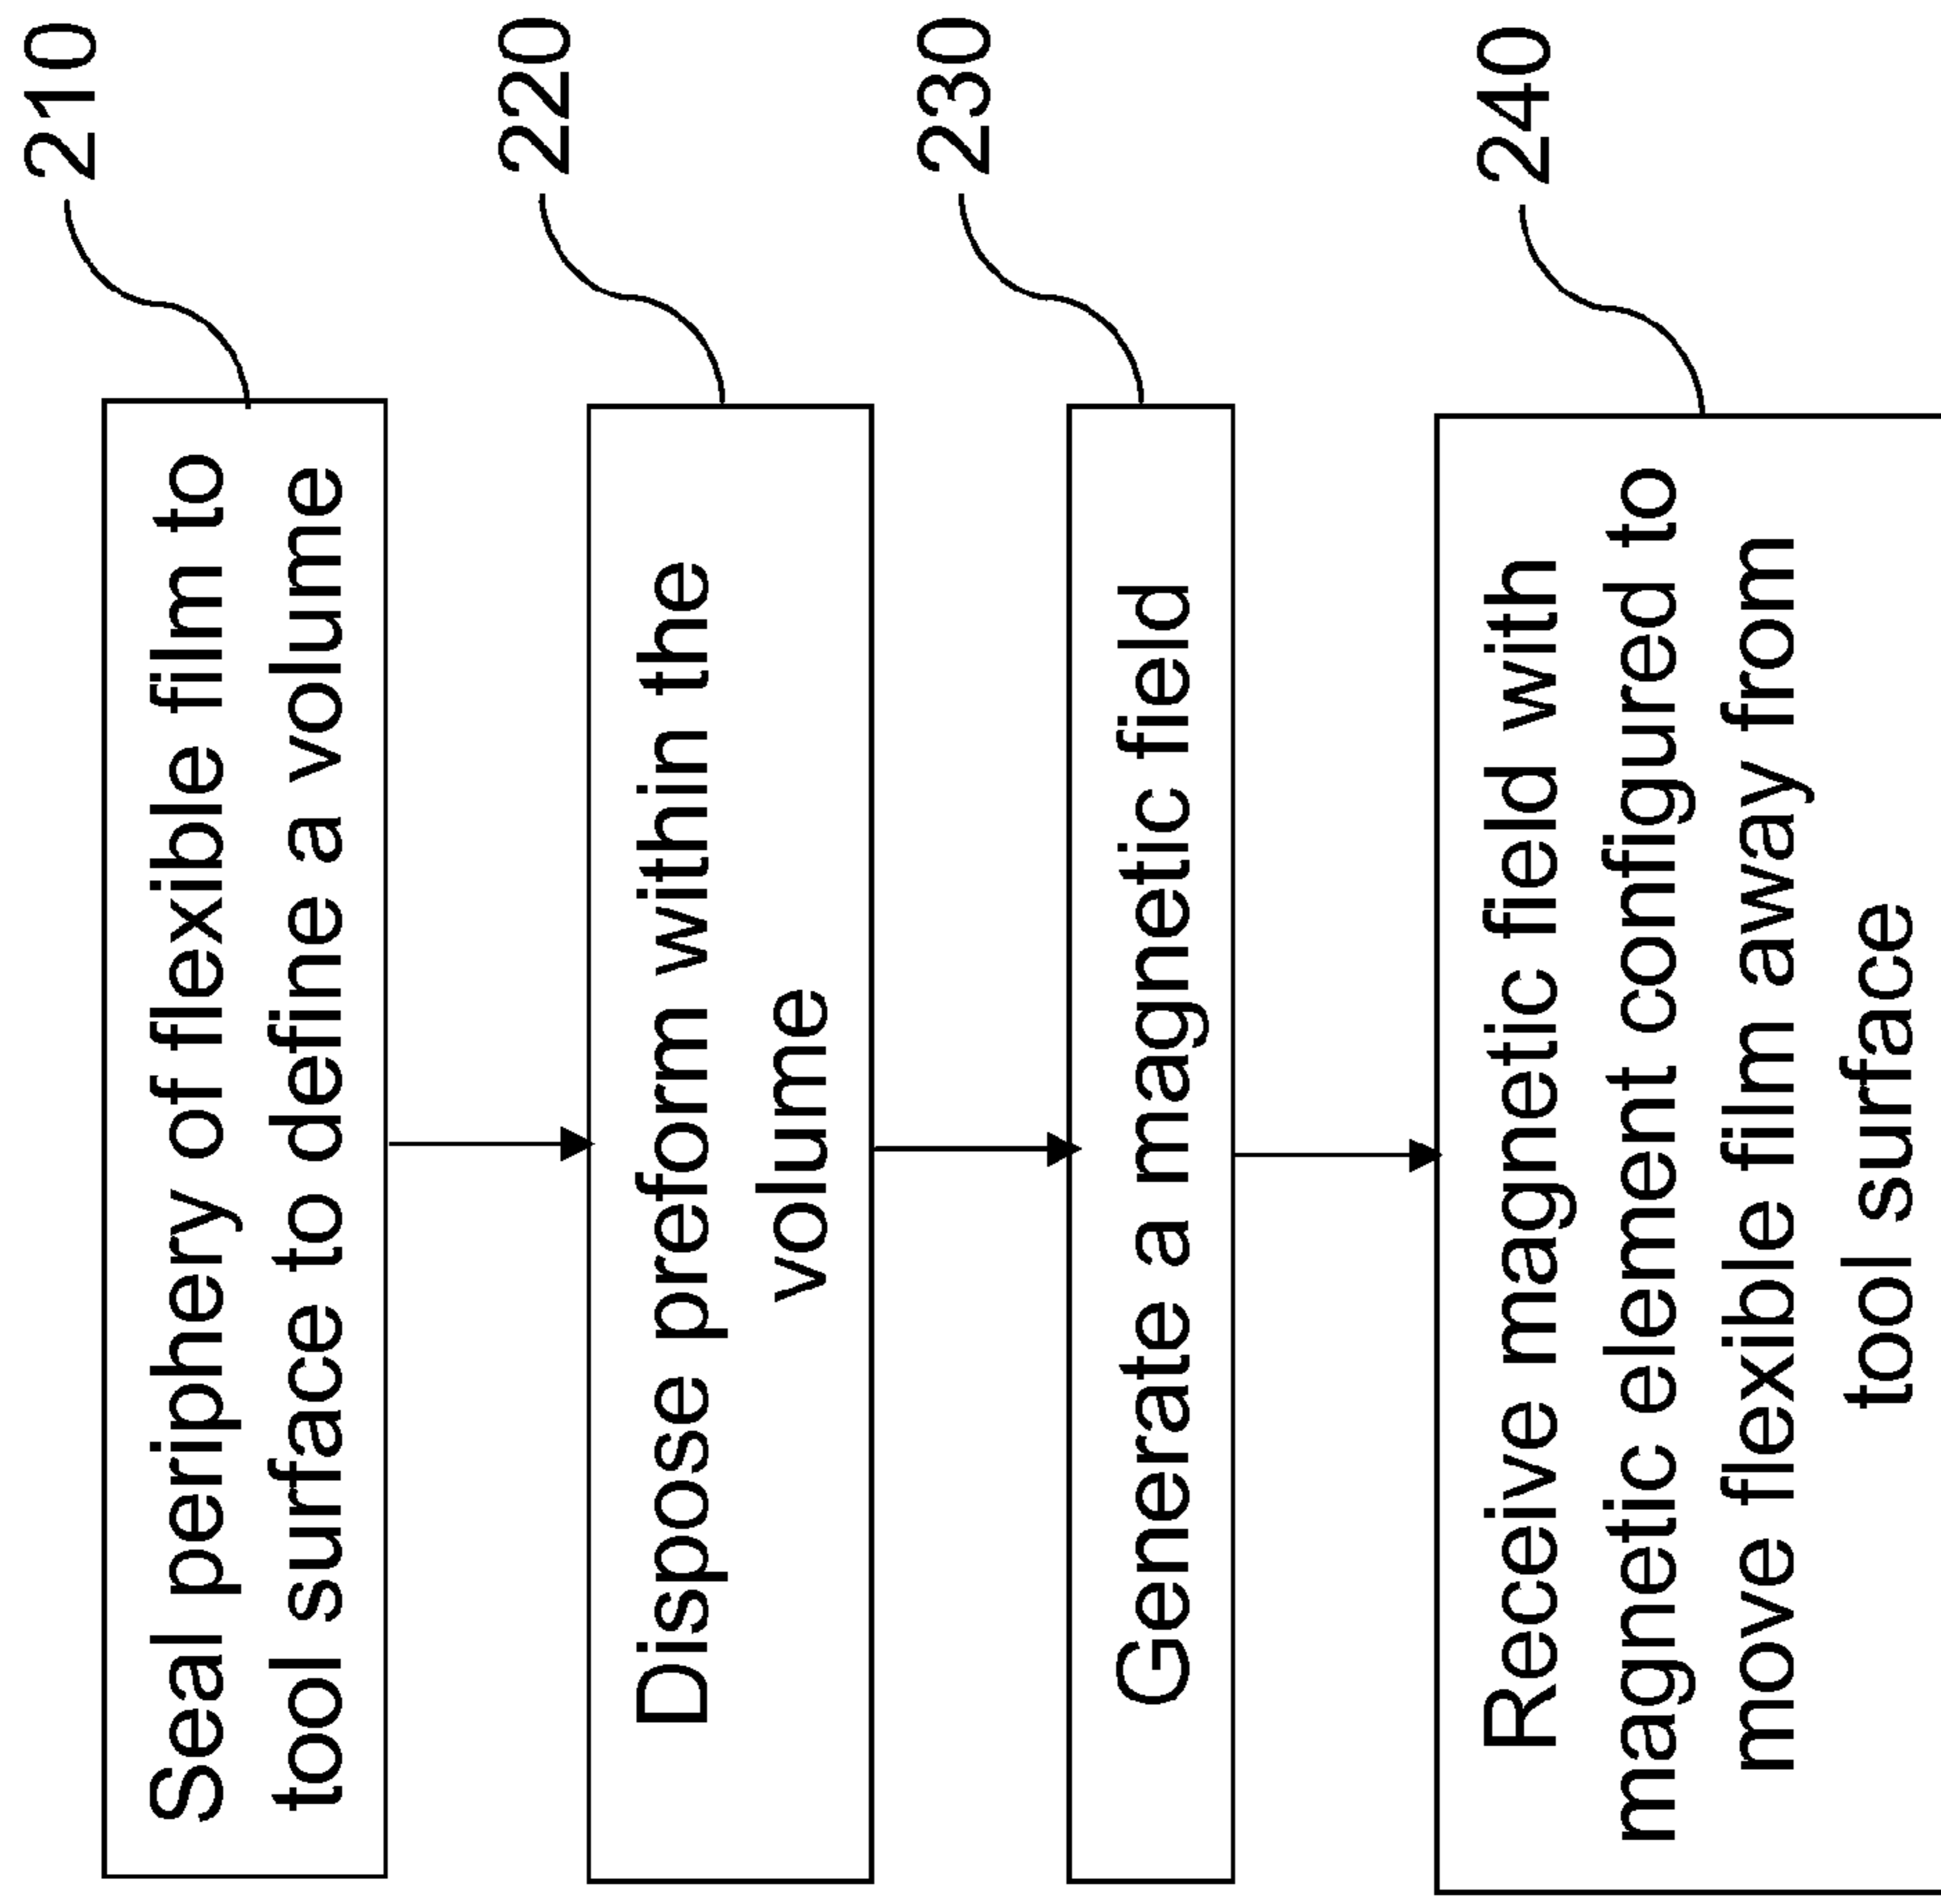 210
Seal periphery of flexible film to
tool surface to define a volume
220
Dispose preform within the
volume
230
Generate a magnetic field
240
Receive magnetic field with
magnetic element configured to
move flexible film away from
tool surface